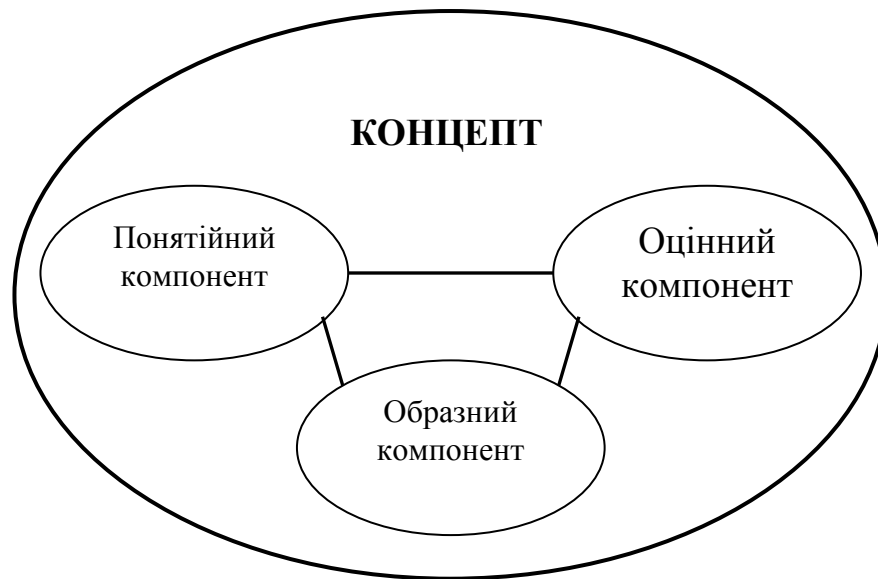 КОНЦЕПТ
Понятійний
компонент
Оцінний
компонент
Образний
компонент